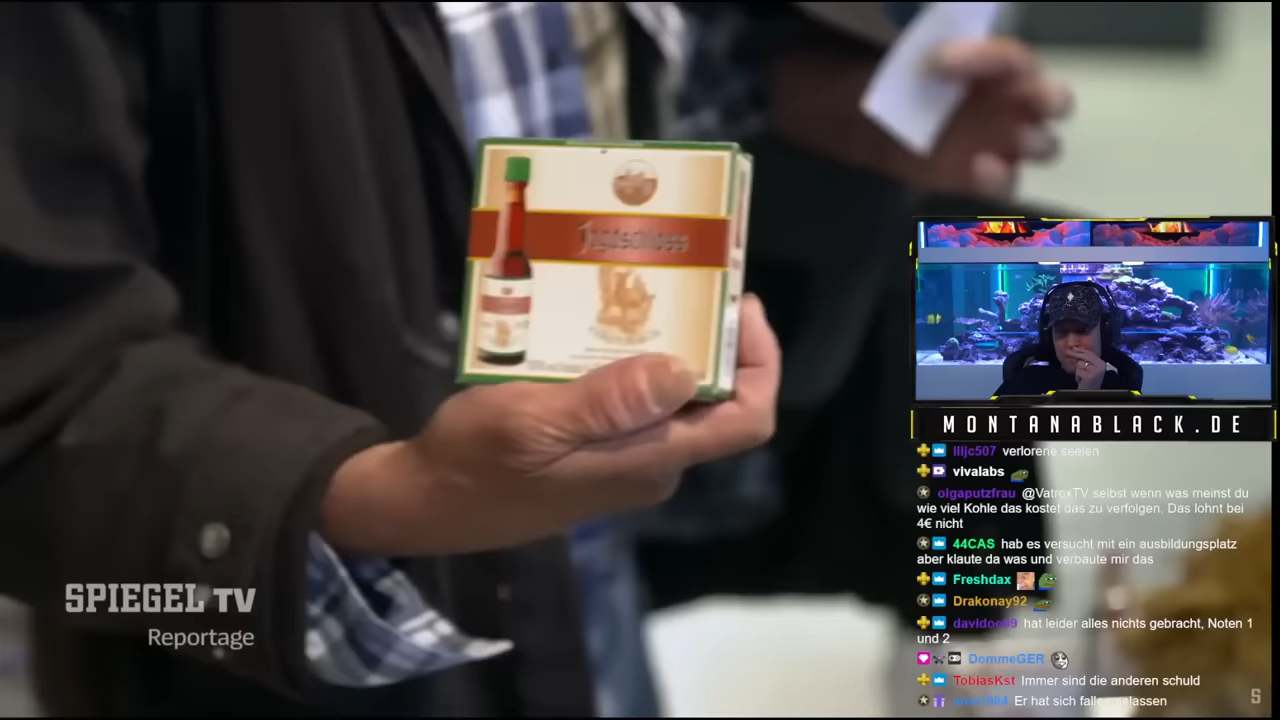 Jagdschloss
SPIEGEL TV
Reportage
MONTANABLACK.DE
illjc507 verlorene seelen
vivalabs
olgaputzfrau @VatroxTV selbst wenn was meinst du
wie viel Kohle das kostet das zu verfolgen. Das lohnt bei
4€ nicht
44CAS hab es versucht mit ein ausbildungsplatz
aber klaute da was und verbaute mir das
Freshdax
Drakonay92
hat leider alles nichts gebracht, Noten 1
und 2
DommeGER
TobiasKst Immer sind die anderen schuld
Er hat sich fallengelassen
S